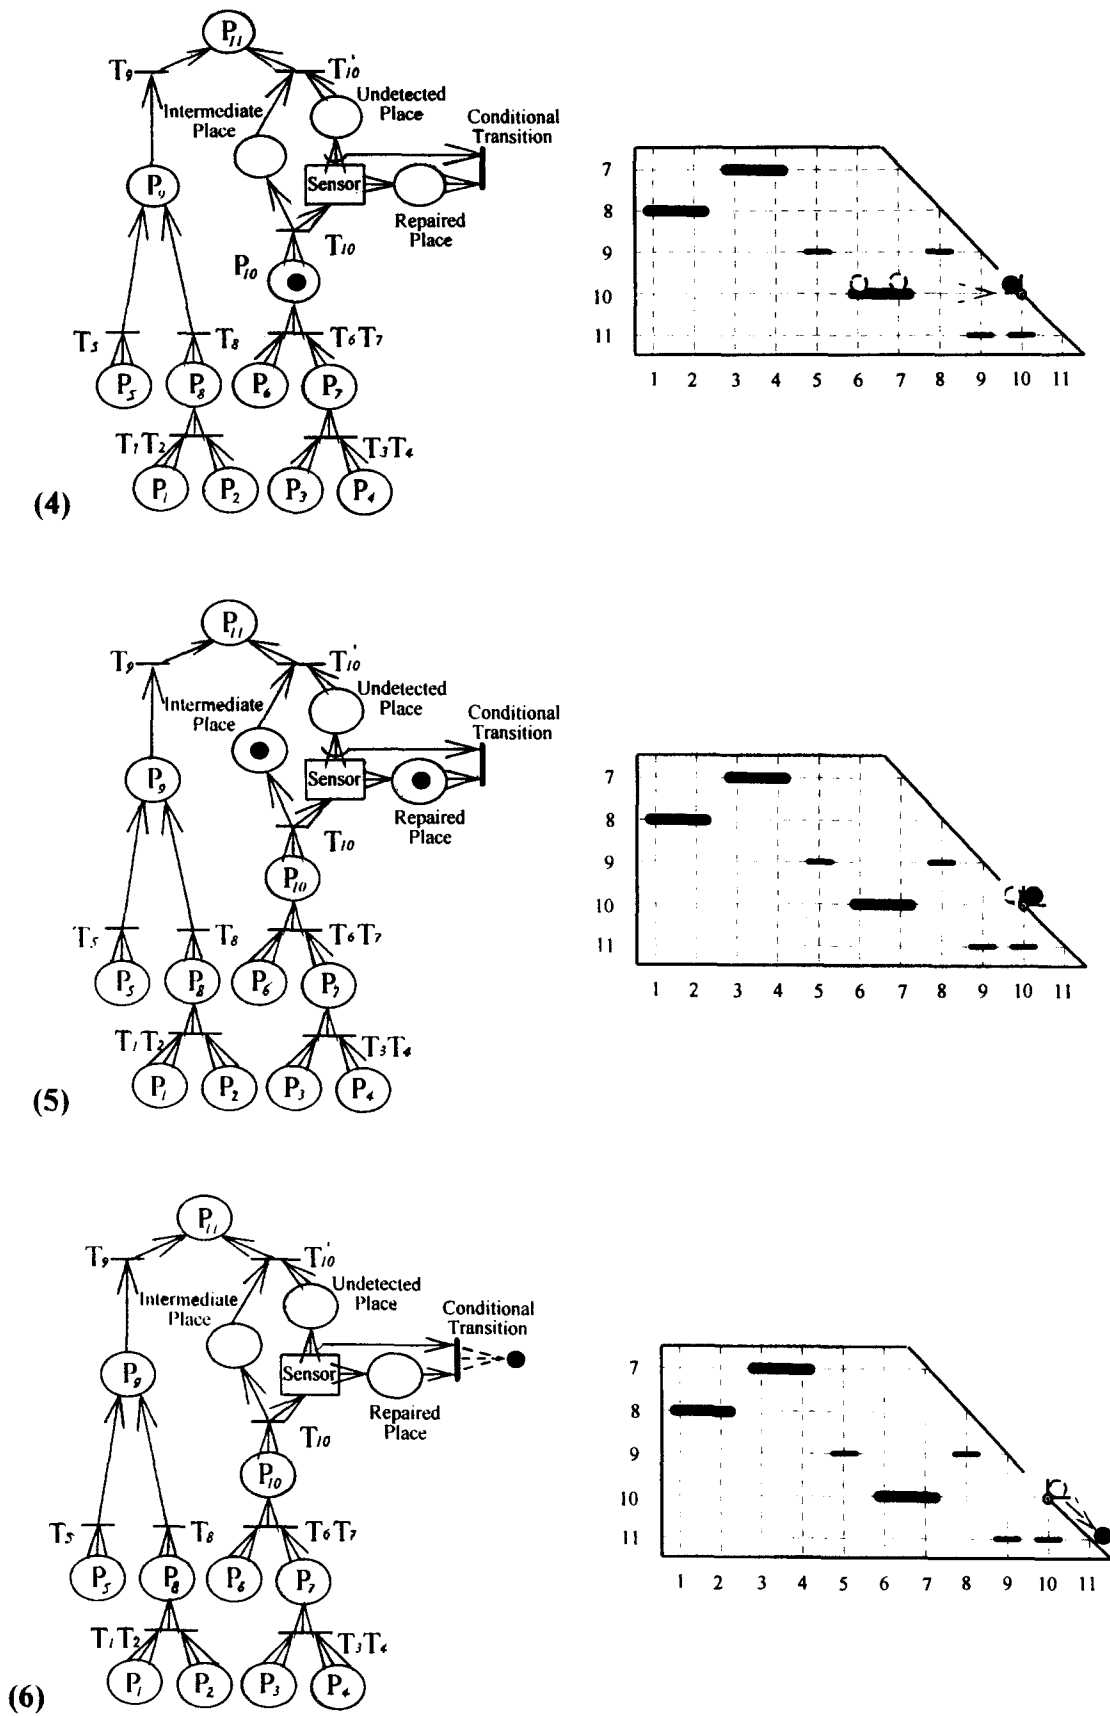 P11
T9 T10'
Intermediate Place
Undetected Place
Conditional Transition
P9
Sensor
Repaired Place
T10
P10
T5 T8 T6 T7
P5 P8 P6 P7
T1 T2 T3 T4
P1 P2 P3 P4
(4)
7
8
9
10
11
1 2 3 4 5 6 7 8 9 10 11
P11
T9 T10'
Intermediate Place
Undetected Place
Conditional Transition
P9
Sensor
Repaired Place
T10
P10
T5 T8 T6 T7
P5 P8 P6 P7
T1 T2 T3 T4
P1 P2 P3 P4
(5)
7
8
9
10
11
1 2 3 4 5 6 7 8 9 10 11
P11
T9 T10'
Intermediate Place
Undetected Place
Conditional Transition
P9
Sensor
Repaired Place
T10
P10
T5 T8 T6 T7
P5 P8 P6 P7
T1 T2 T3 T4
P1 P2 P3 P4
(6)
7
8
9
10
11
1 2 3 4 5 6 7 8 9 10 11